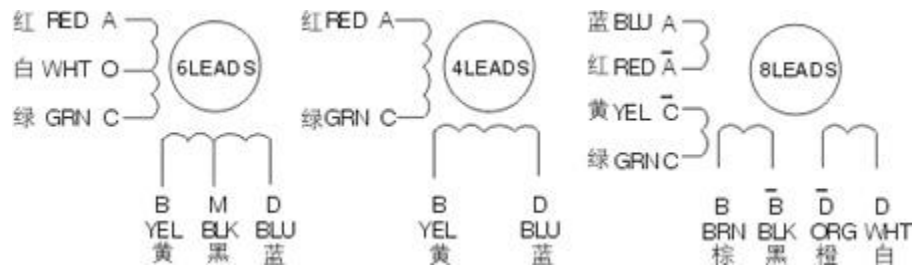 红 RED A
白 WHT O
绿 GRN C
6LEADS
B M D
YEL BLK BLU
黄 黑 蓝
红 RED A
绿 GRN C
4LEADS
B D
YEL BLU
黄 蓝
蓝 BLU A
红 RED A̅
黄 YEL C̅
绿 GRN C
8LEADS
B B̅ D̅ D
BRN BLK ORG WHT
棕 黑 橙 白